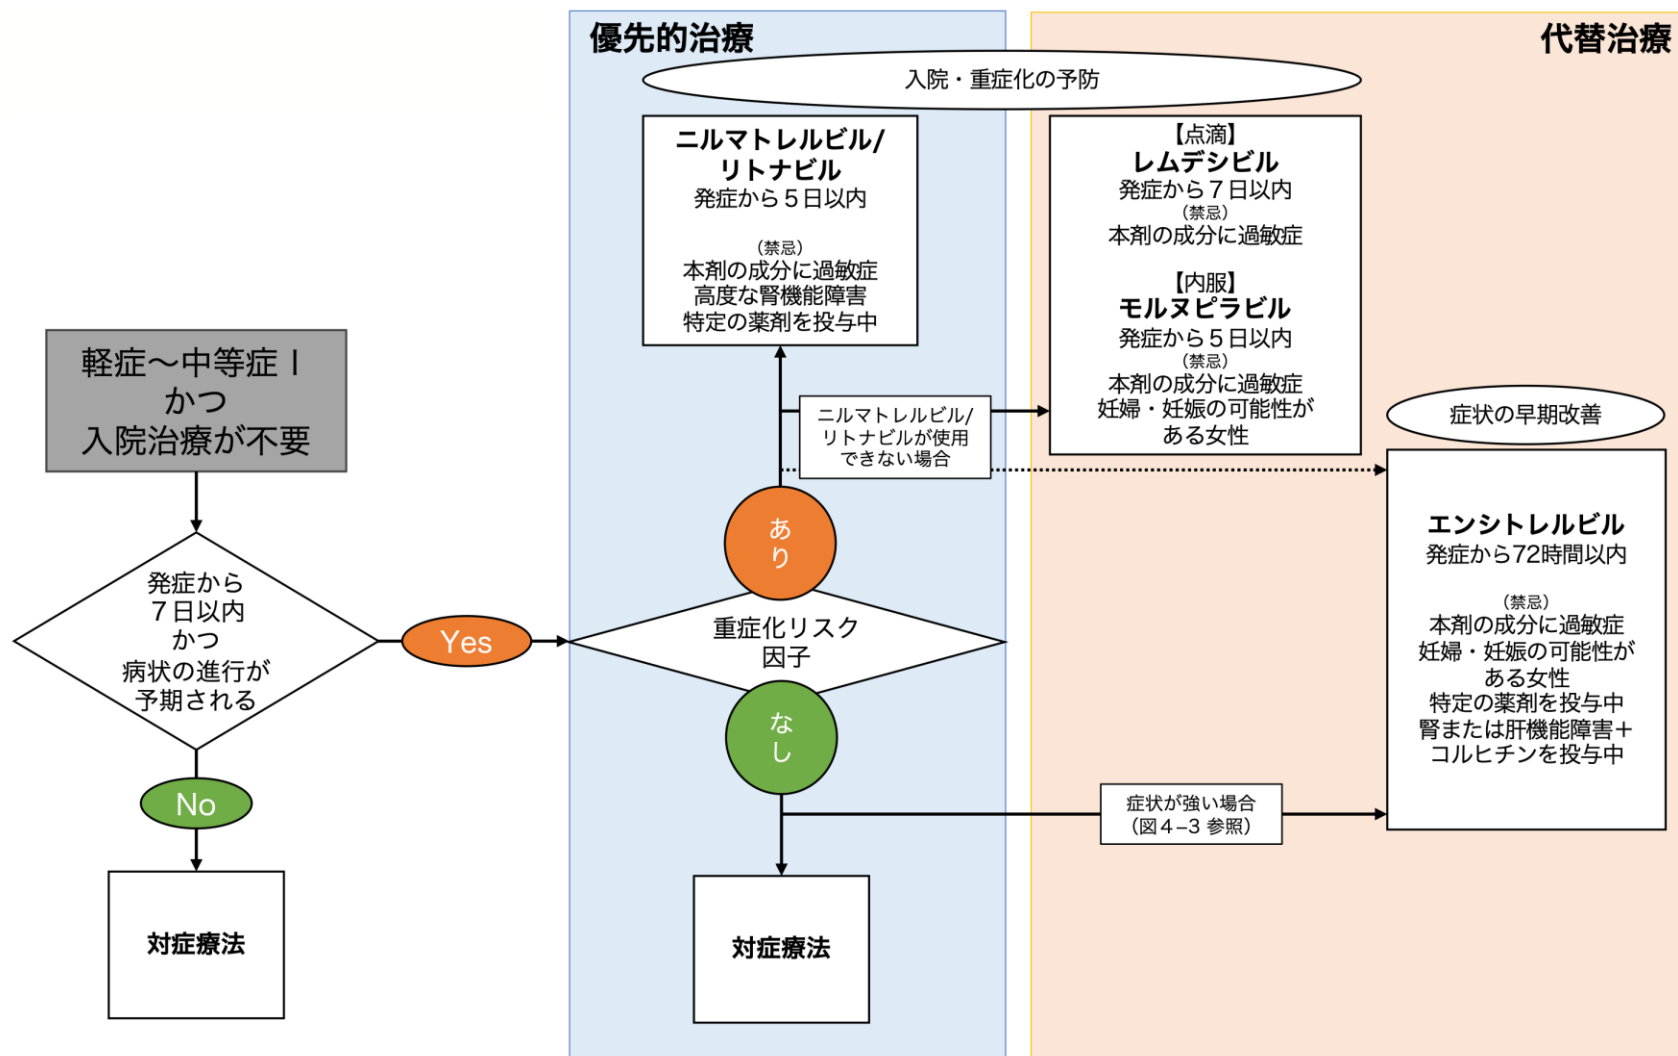 優先的治療
代替治療
入院・重症化の予防
ニルマトレルビル/
リトナビル
発症から５日以内
（禁忌）
本剤の成分に過敏症
高度な腎機能障害
特定の薬剤を投与中
【点滴】
レムデシビル
発症から７日以内
（禁忌）
本剤の成分に過敏症
【内服】
モルヌピラビル
発症から５日以内
（禁忌）
本剤の成分に過敏症
妊婦・妊娠の可能性が
ある女性
軽症〜中等症Ⅰ
かつ
入院治療が不要
ニルマトレルビル/
リトナビルが使用
できない場合
症状の早期改善
エンシトレルビル
発症から72時間以内
（禁忌）
本剤の成分に過敏症
妊婦・妊娠の可能性が
ある女性
特定の薬剤を投与中
腎または肝機能障害＋
コルヒチンを投与中
あ
り
発症から
７日以内
かつ
病状の進行が
予期される
Yes
重症化リスク
因子
な
し
No
症状が強い場合
（図４–3 参照）
対症療法
対症療法